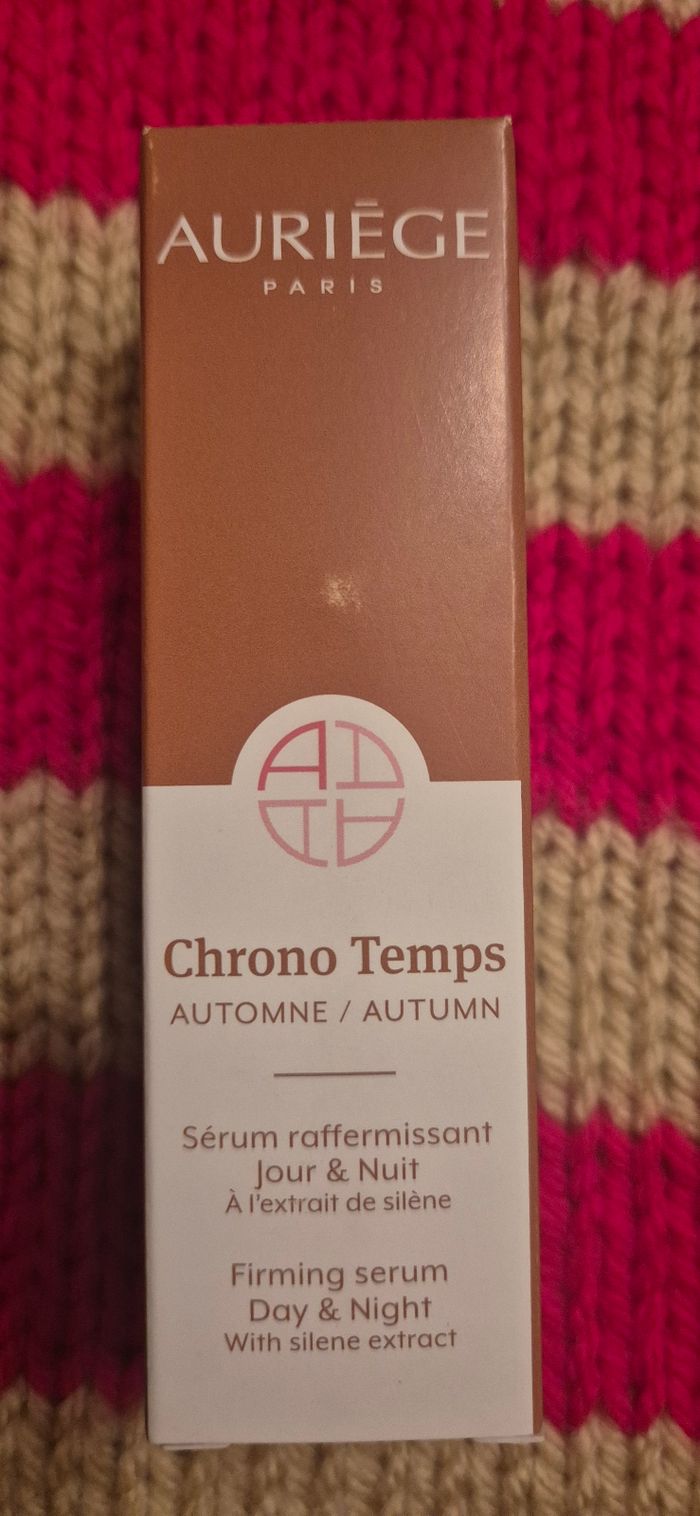 AURIĒGE
PARIS
Chrono Temps
AUTOMNE / AUTUMN
Sérum raffermissant
Jour & Nuit
À l'extrait de silène
Firming serum
Day & Night
With silene extract